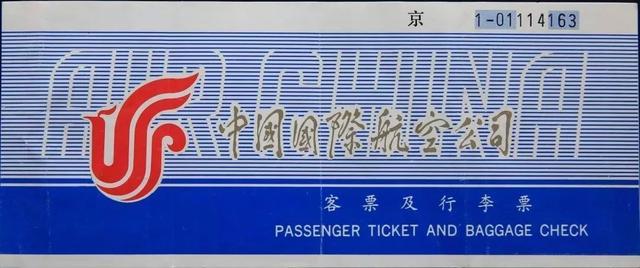 京 1-01114163
AIR CHINA
中国国際航空公司
客票及行李票
PASSENGER TICKET AND BAGGAGE CHECK